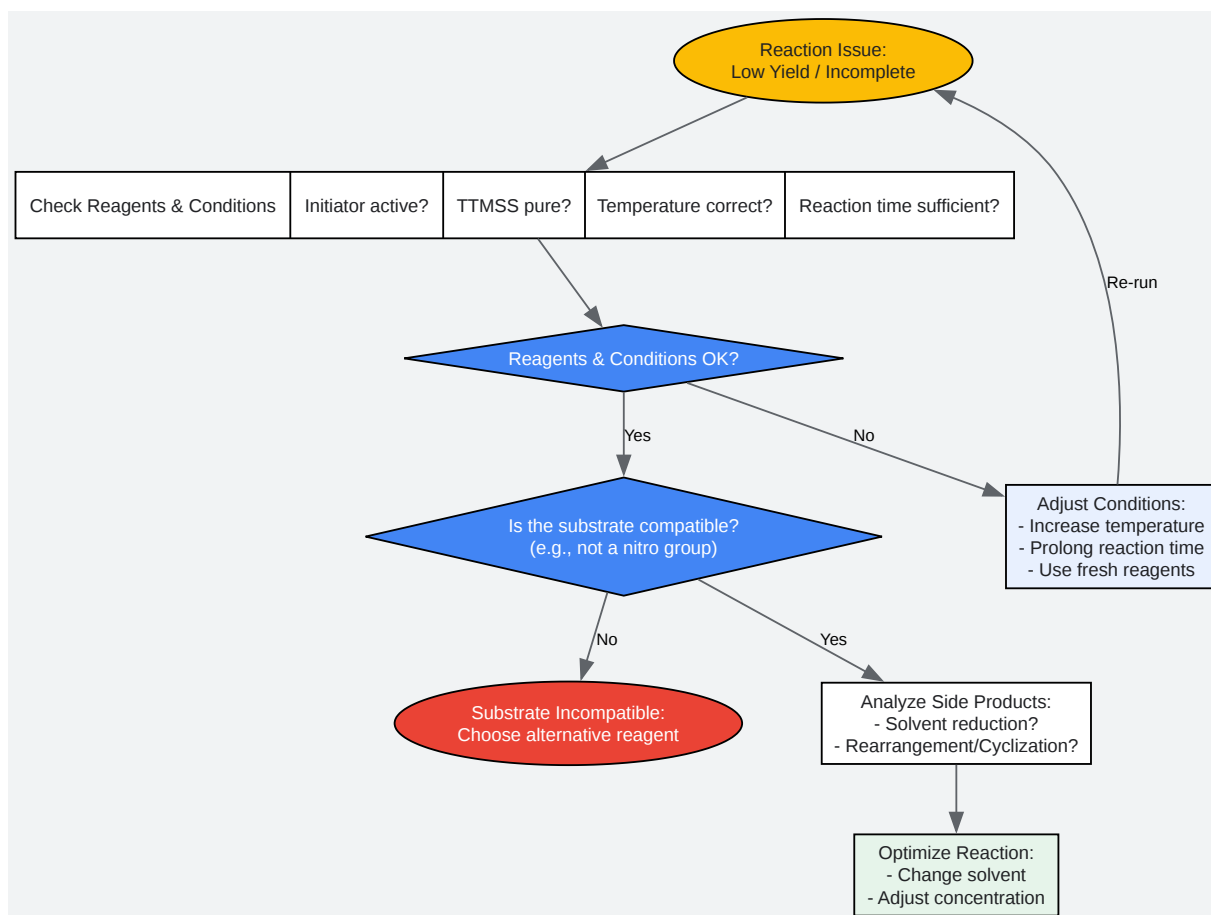 Reaction Issue:
Low Yield / Incomplete
Check Reagents & Conditions
Initiator active?
TTMSS pure?
Temperature correct?
Reaction time sufficient?
Re-run
Reagents & Conditions OK?
Yes
No
Adjust Conditions:
- Increase temperature
- Prolong reaction time
- Use fresh reagents
Is the substrate compatible?
(e.g., not a nitro group)
No
Yes
Substrate Incompatible:
Choose alternative reagent
Analyze Side Products:
- Solvent reduction?
- Rearrangement/Cyclization?
Optimize Reaction:
- Change solvent
- Adjust concentration